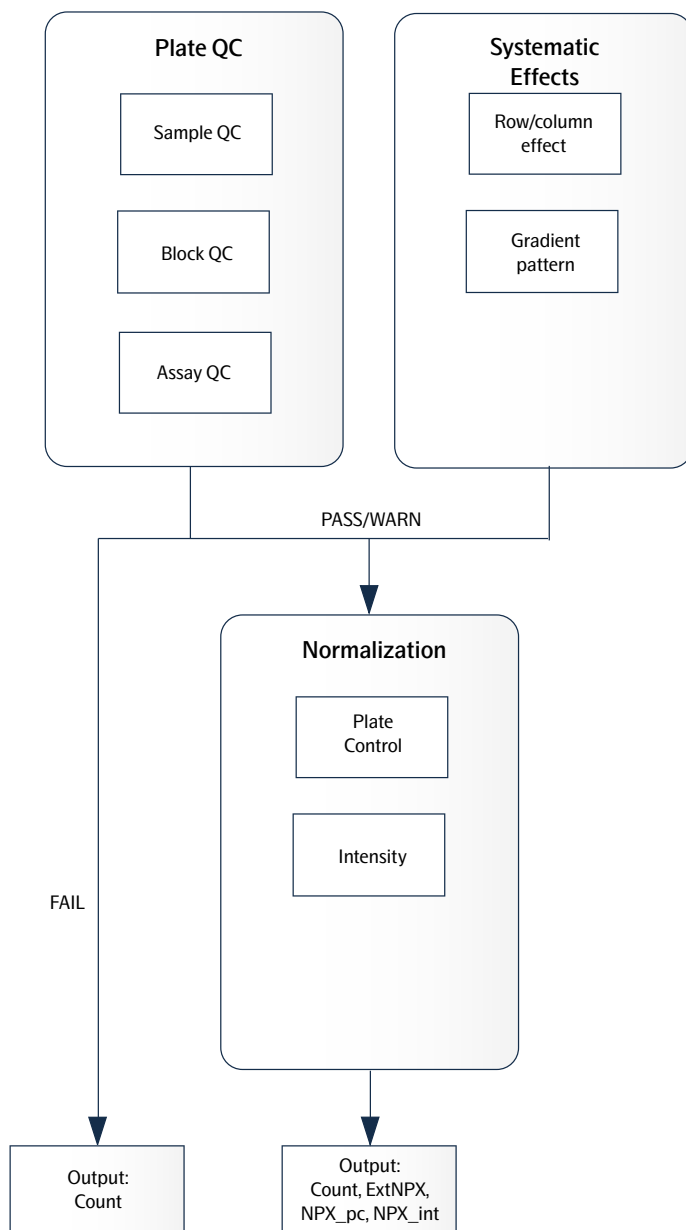 Plate QC
Sample QC
Block QC
Assay QC
Systematic
Effects
Row/column
effect
Gradient
pattern
PASS/WARN
Normalization
Plate
Control
Intensity
FAIL
Output:
Count
Output:
Count, ExtNPX,
NPX_pc, NPX_int